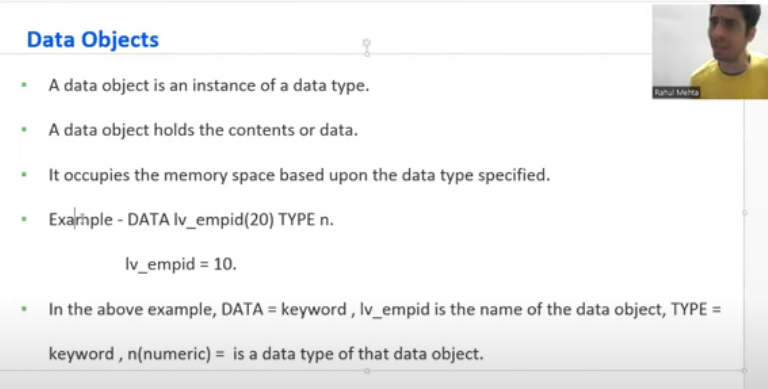 Data Objects
Rahul Mehta
A data object is an instance of a data type.
A data object holds the contents or data.
It occupies the memory space based upon the data type specified.
Example - DATA lv_empid(20) TYPE n.
lv_empid = 10.
In the above example, DATA = keyword , lv_empid is the name of the data object, TYPE =
keyword , n(numeric) = is a data type of that data object.